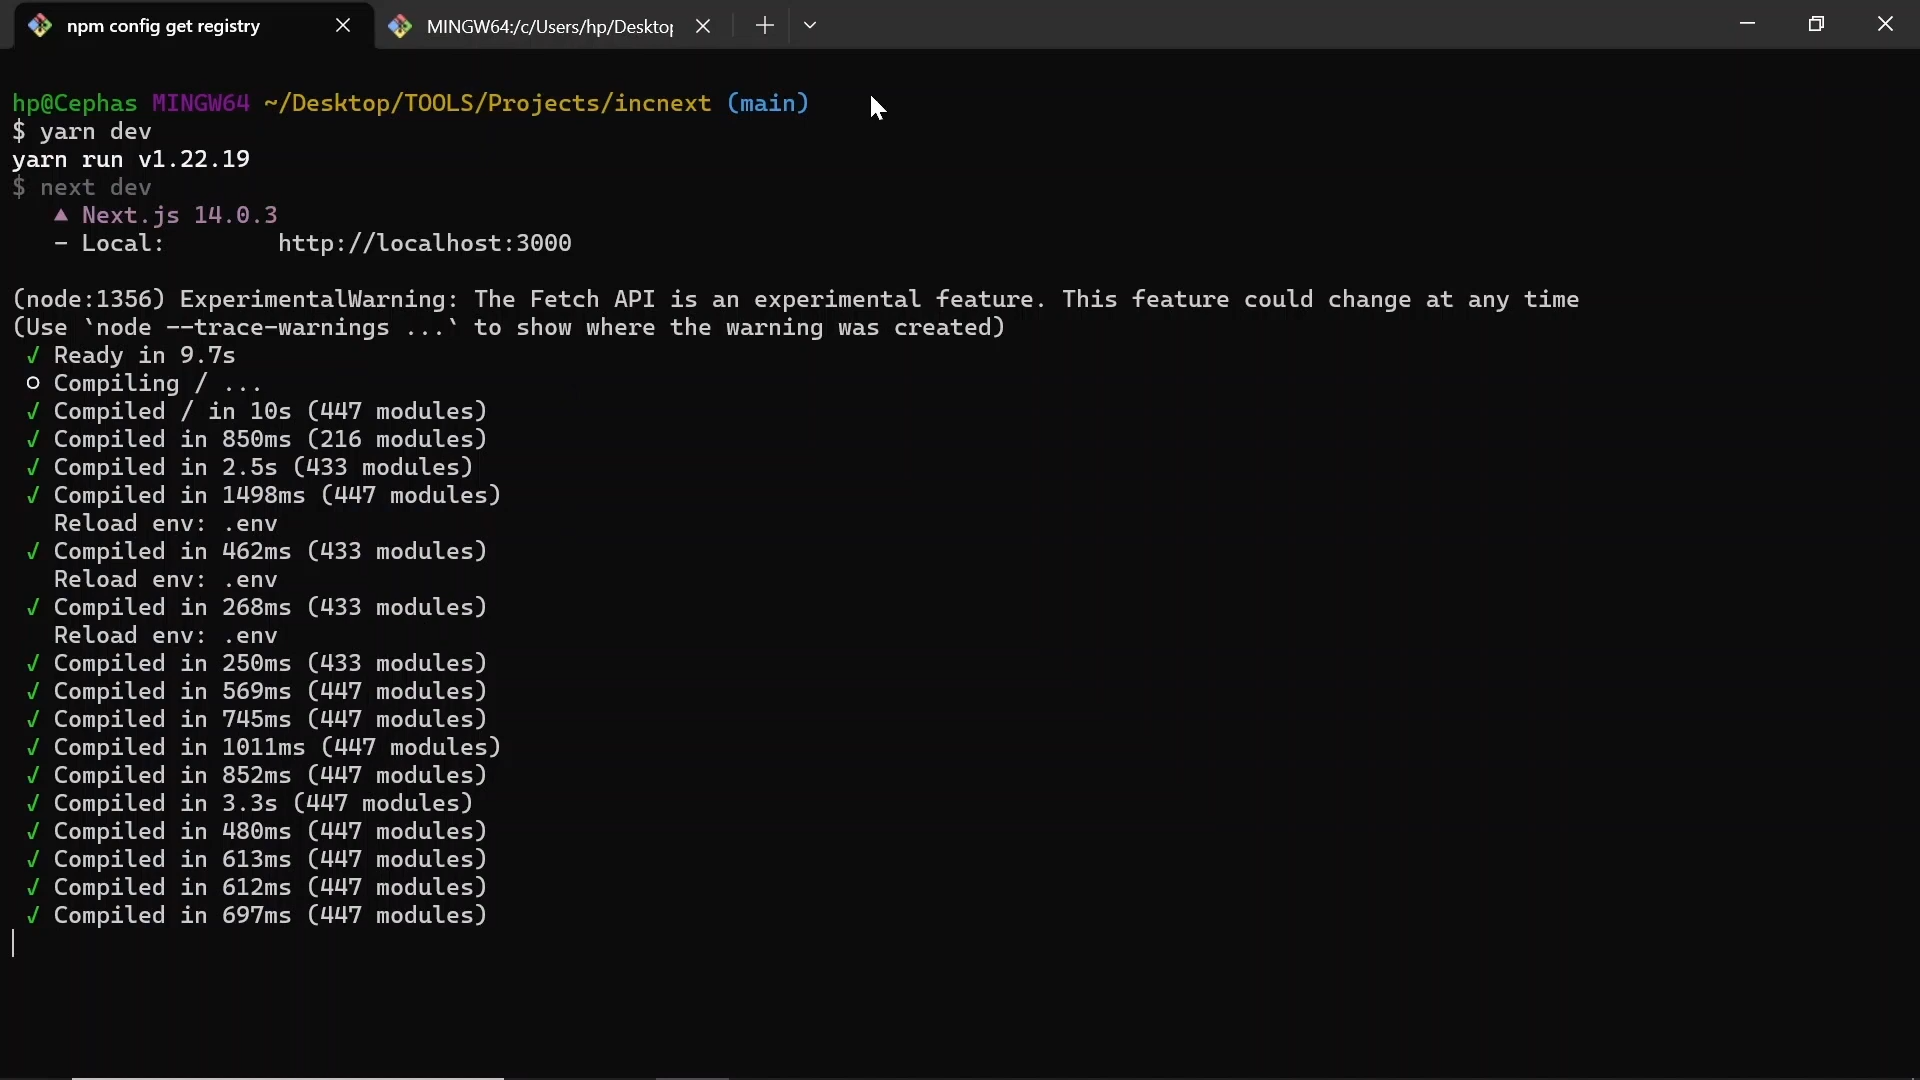 npm config get registry
MINGW64:/c/Users/hp/Desktop
hp@Cephas MINGW64 ~/Desktop/TOOLS/Projects/incnext (main)
$ yarn dev
yarn run v1.22.19
$ next dev
▲ Next.js 14.0.3
- Local: http://localhost:3000
(node:1356) ExperimentalWarning: The Fetch API is an experimental feature. This feature could change at any time
(Use `node --trace-warnings ...` to show where the warning was created)
✓ Ready in 9.7s
○ Compiling / ...
✓ Compiled / in 10s (447 modules)
✓ Compiled in 850ms (216 modules)
✓ Compiled in 2.5s (433 modules)
✓ Compiled in 1498ms (447 modules)
Reload env: .env
✓ Compiled in 462ms (433 modules)
Reload env: .env
✓ Compiled in 268ms (433 modules)
Reload env: .env
✓ Compiled in 250ms (433 modules)
✓ Compiled in 569ms (447 modules)
✓ Compiled in 745ms (447 modules)
✓ Compiled in 1011ms (447 modules)
✓ Compiled in 852ms (447 modules)
✓ Compiled in 3.3s (447 modules)
✓ Compiled in 480ms (447 modules)
✓ Compiled in 613ms (447 modules)
✓ Compiled in 612ms (447 modules)
✓ Compiled in 697ms (447 modules)